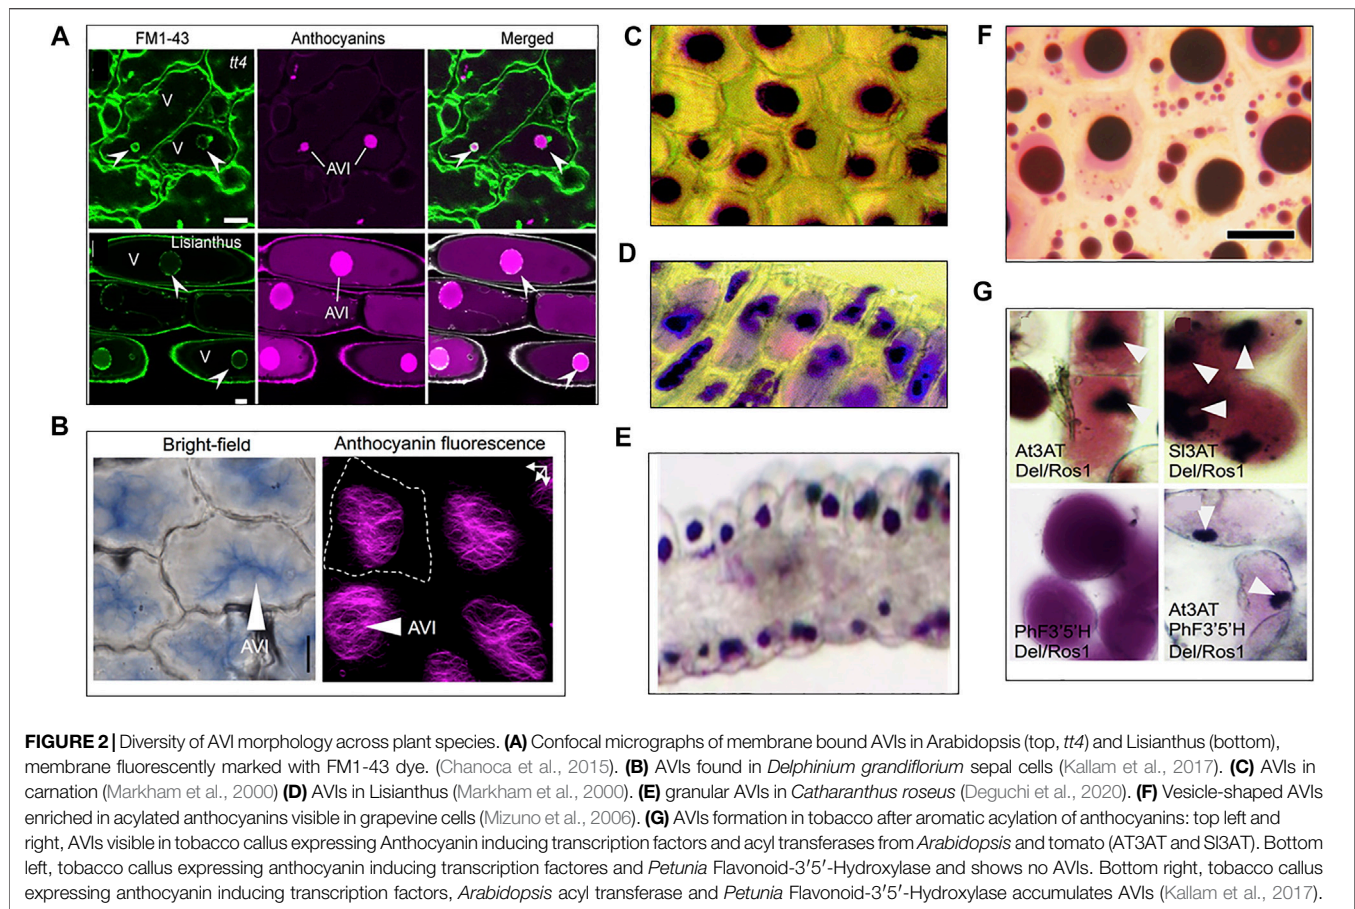 A
FM1-43
Anthocyanins
Merged
tt4
V
V
AVI
Lisianthus
V
AVI
V
B
Bright-field
Anthocyanin fluorescence
AVI
AVI
C
D
E
F
G
At3AT
Del/Ros1
Sl3AT
Del/Ros1
PhF3'5'H
Del/Ros1
At3AT
PhF3'5'H
Del/Ros1
FIGURE 2 | Diversity of AVI morphology across plant species. (A) Confocal micrographs of membrane bound AVIs in Arabidopsis (top, tt4) and Lisianthus (bottom),
membrane fluorescently marked with FM1-43 dye. (Chanoca et al., 2015). (B) AVIs found in Delphinium grandiflorium sepal cells (Kallam et al., 2017). (C) AVIs in
carnation (Markham et al., 2000) (D) AVIs in Lisianthus (Markham et al., 2000). (E) granular AVIs in Catharanthus roseus (Deguchi et al., 2020). (F) Vesicle-shaped AVIs
enriched in acylated anthocyanins visible in grapevine cells (Mizuno et al., 2006). (G) AVIs formation in tobacco after aromatic acylation of anthocyanins: top left and
right, AVIs visible in tobacco callus expressing Anthocyanin inducing transcription factors and acyl transferases from Arabidopsis and tomato (AT3AT and Sl3AT). Bottom
left, tobacco callus expressing anthocyanin inducing transcription factores and Petunia Flavonoid-3′5′-Hydroxylase and shows no AVIs. Bottom right, tobacco callus
expressing anthocyanin inducing transcription factors, Arabidopsis acyl transferase and Petunia Flavonoid-3′5′-Hydroxylase accumulates AVIs (Kallam et al., 2017).